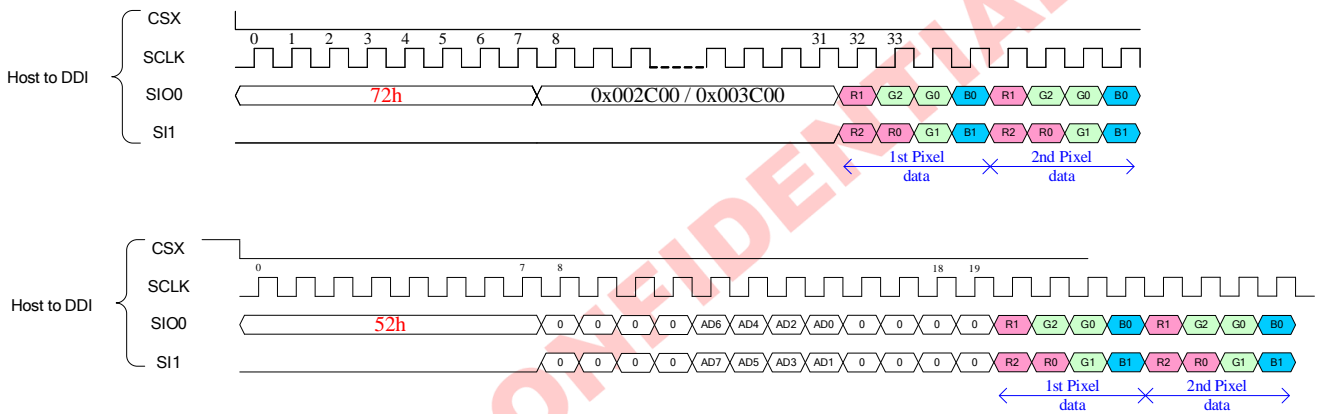 CSX
0 1 2 3 4 5 6 7 8 31 32 33
SCLK
Host to DDI
SIO0 72h 0x002C00 / 0x003C00 R1 G2 G0 B0 R1 G2 G0 B0
SI1 R2 R0 G1 B1 R2 R0 G1 B1
1st Pixel data 2nd Pixel data
CSX
0 7 8 18 19
SCLK
Host to DDI
SIO0 52h 0 0 0 0 AD6 AD4 AD2 AD0 0 0 0 0 R1 G2 G0 B0 R1 G2 G0 B0
SI1 0 0 0 0 AD7 AD5 AD3 AD1 0 0 0 0 R2 R0 G1 B1 R2 R0 G1 B1
1st Pixel data 2nd Pixel data
ONFIDENTIA